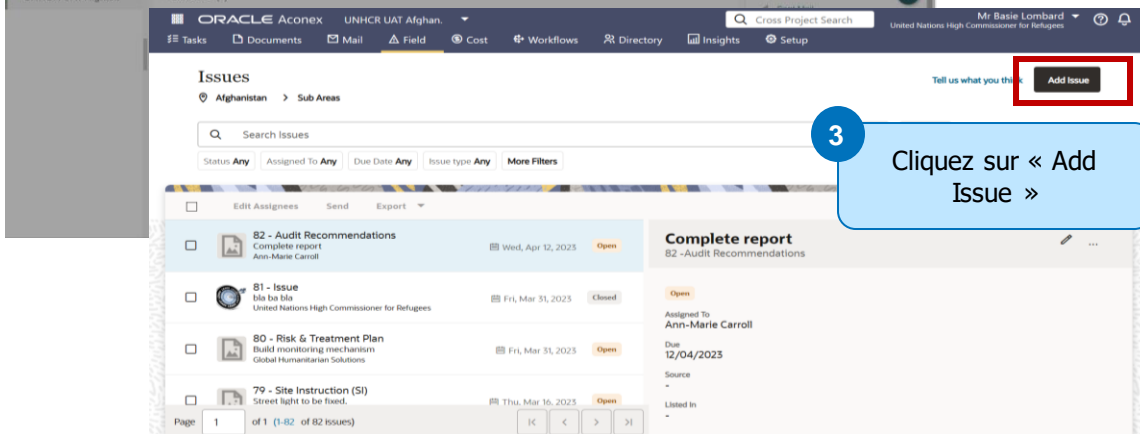 ORACLE Aconex UNHCR UAT Afghan. Cross Project Search Mr Basie Lombard
United Nations High Commissioner for Refugees
Tasks Documents Mail Field Cost Workflows Directory Insights Setup
Issues
Tell us what you think Add Issue
Afghanistan > Sub Areas
Search Issues
Status Any Assigned To Any Due Date Any Issue type Any More Filters
3
Cliquez sur « Add
Issue »
Edit Assignees Send Export
82 - Audit Recommendations
Complete report
Ann-Marie Carroll
Wed, Apr 12, 2023 Open
81 - Issue
bla ba bla
United Nations High Commissioner for Refugees
Fri, Mar 31, 2023 Closed
80 - Risk & Treatment Plan
Build monitoring mechanism
Global Humanitarian Solutions
Fri, Mar 31, 2023 Open
79 - Site Instruction (SI)
Street light to be fixed.
Thu, Mar 16, 2023 Open
Page 1 of 1 (1-82 of 82 issues)
Complete report
82 -Audit Recommendations
...
Open
Assigned To
Ann-Marie Carroll
Due
12/04/2023
Source
-
Listed In
-